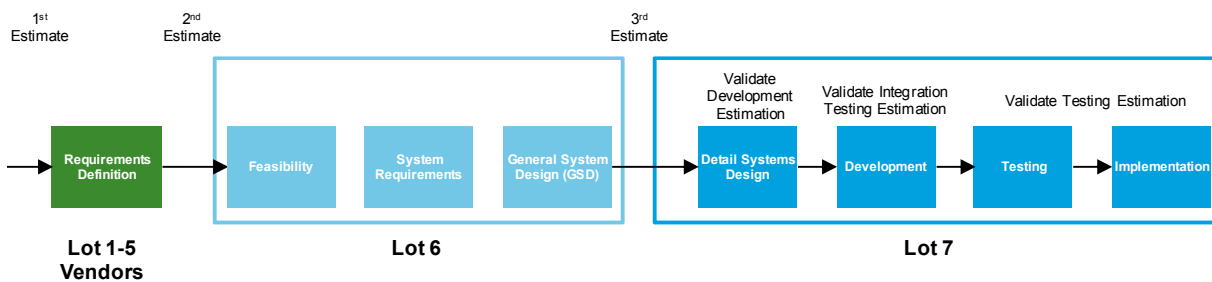 1st
Estimate
2nd
Estimate
3rd
Estimate
Validate
Development
Estimation
Validate Integration
Testing Estimation
Validate Testing Estimation
Requirements
Definition
Feasibility
System
Requirements
General System
Design (GSD)
Detail Systems
Design
Development
Testing
Implementation
Lot 1-5
Vendors
Lot 6
Lot 7